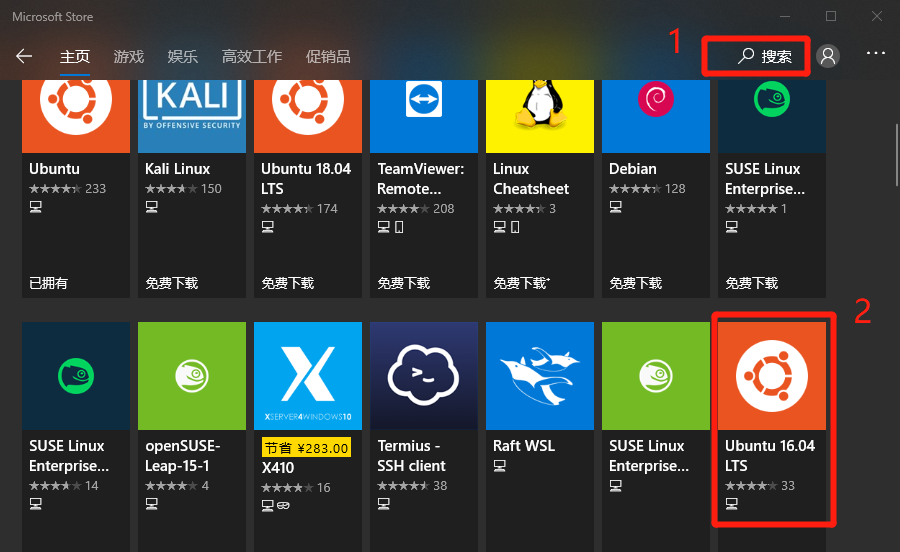 Microsoft Store
主页 游戏 娱乐 高效工作 促销品
1
搜索
KALI
BY OFFENSIVE SECURITY
Ubuntu
233
已拥有
Kali Linux
150
免费下载
Ubuntu 18.04
LTS
174
免费下载
TeamViewer:
Remote...
208
免费下载
Linux
Cheatsheet
3
免费下载⁺
Debian
128
免费下载
SUSE Linux
Enterprise...
1
免费下载
2
SUSE Linux
Enterprise...
14
openSUSE-
Leap-15-1
4
X
XSERVER4WINDOWS10
节省 ¥283.00
X410
16
Termius -
SSH client
38
Raft WSL
SUSE Linux
Enterprise...
Ubuntu 16.04
LTS
33